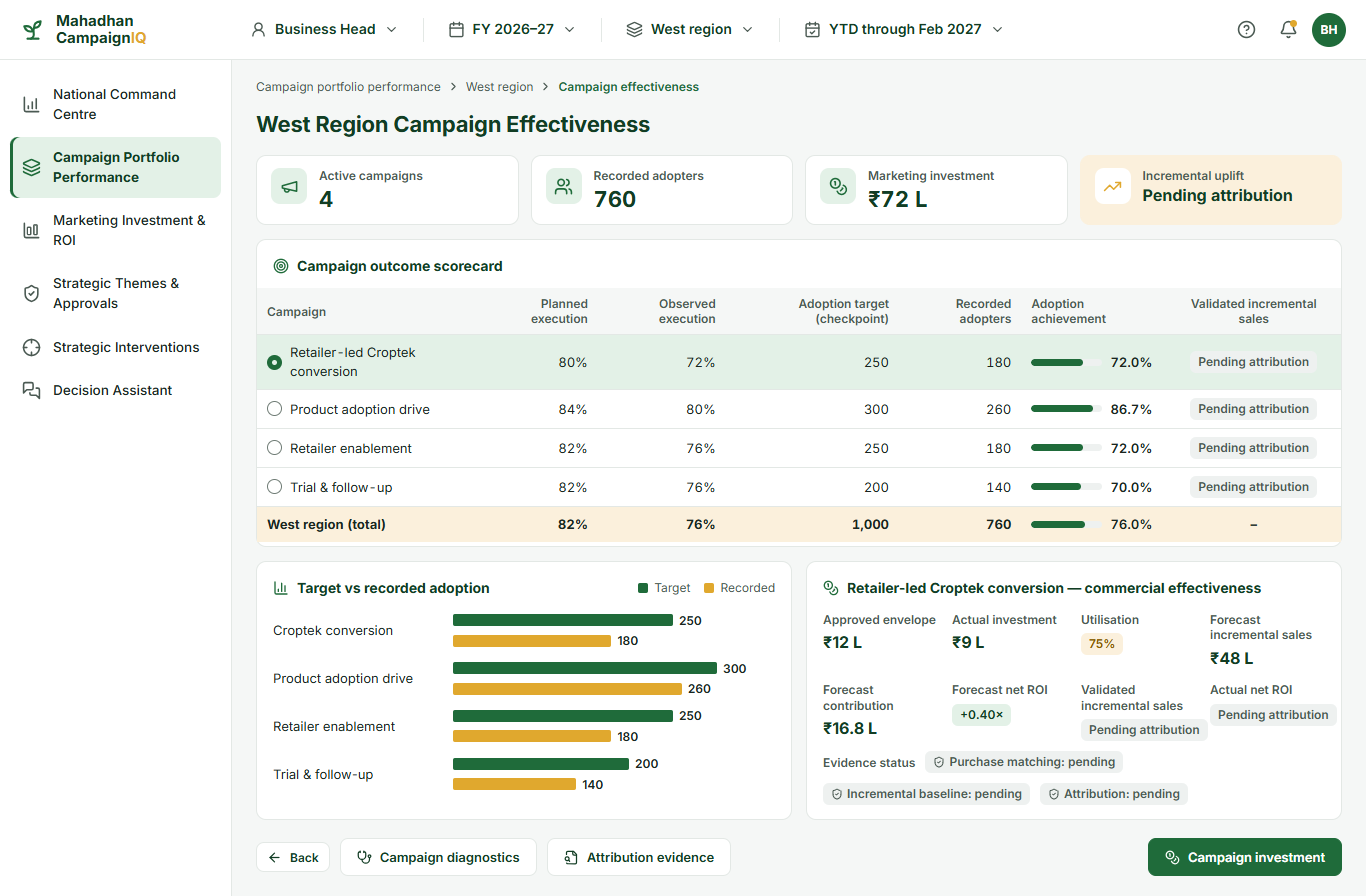 Mahadhan
CampaignIQ
Business Head
FY 2026–27
West region
YTD through Feb 2027
BH
National Command
Centre
Campaign Portfolio
Performance
Marketing Investment &
ROI
Strategic Themes &
Approvals
Strategic Interventions
Decision Assistant
Campaign portfolio performance > West region > Campaign effectiveness
West Region Campaign Effectiveness
Active campaigns
4
Recorded adopters
760
Marketing investment
₹72 L
Incremental uplift
Pending attribution
Campaign outcome scorecard
Campaign Planned execution Observed execution Adoption target (checkpoint) Recorded adopters Adoption achievement Validated incremental sales
Retailer-led Croptek conversion 80% 72% 250 180 72.0% Pending attribution
Product adoption drive 84% 80% 300 260 86.7% Pending attribution
Retailer enablement 82% 76% 250 180 72.0% Pending attribution
Trial & follow-up 82% 76% 200 140 70.0% Pending attribution
West region (total) 82% 76% 1,000 760 76.0% –
Target vs recorded adoption
Target Recorded
Croptek conversion 250
180
Product adoption drive 300
260
Retailer enablement 250
180
Trial & follow-up 200
140
Retailer-led Croptek conversion — commercial effectiveness
Approved envelope
₹12 L
Actual investment
₹9 L
Utilisation
75%
Forecast
incremental sales
₹48 L
Forecast
contribution
₹16.8 L
Forecast net ROI
+0.40×
Validated
incremental sales
Pending attribution
Actual net ROI
Pending attribution
Evidence status Purchase matching: pending
Incremental baseline: pending Attribution: pending
Back
Campaign diagnostics
Attribution evidence
Campaign investment